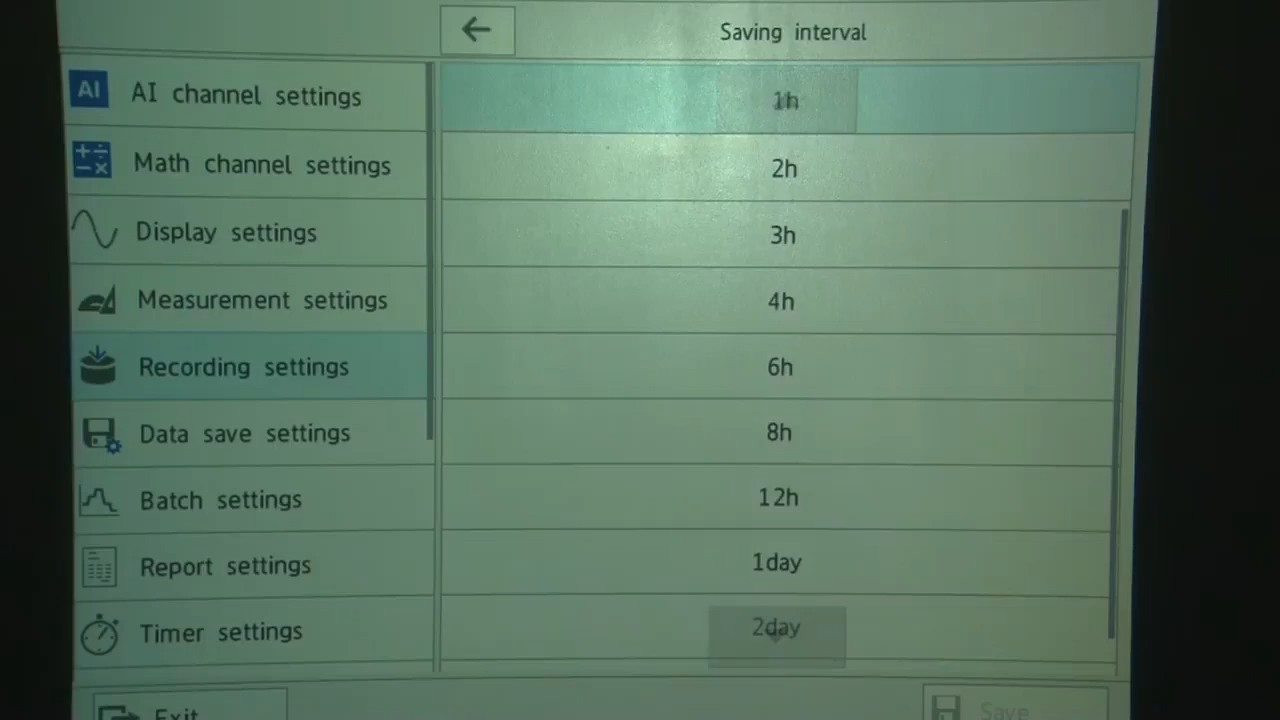 Saving interval
AI AI channel settings
Math channel settings
Display settings
Measurement settings
Recording settings
Data save settings
Batch settings
Report settings
Timer settings
1h
2h
3h
4h
6h
8h
12h
1day
2day
Exit
Save